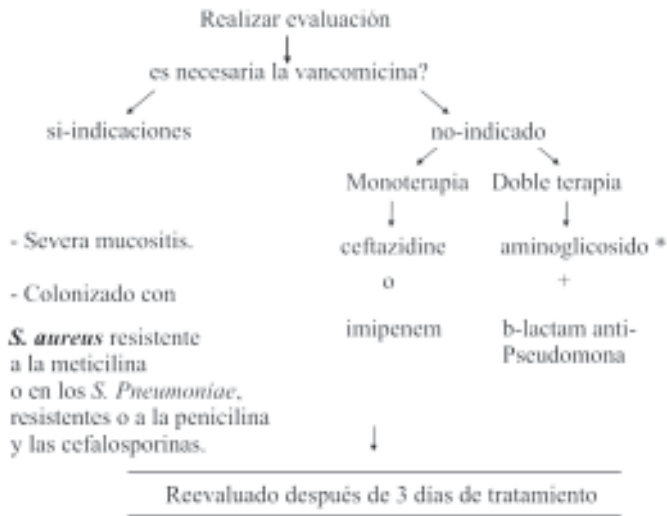 Realizar evaluación
es necesaria la vancomicina?
si-indicaciones
no-indicado
Monoterapia
Doble terapia
- Severa mucositis.
- Colonizado con
S. aureus resistente
a la meticilina
o en los S. Pneumoniae,
resistentes o a la penicilina
y las cefalosporinas.
ceftazidine
o
imipenem
aminoglicosido *
+
b-lactam anti-
Pseudomona
Reevaluado después de 3 dias de tratamiento